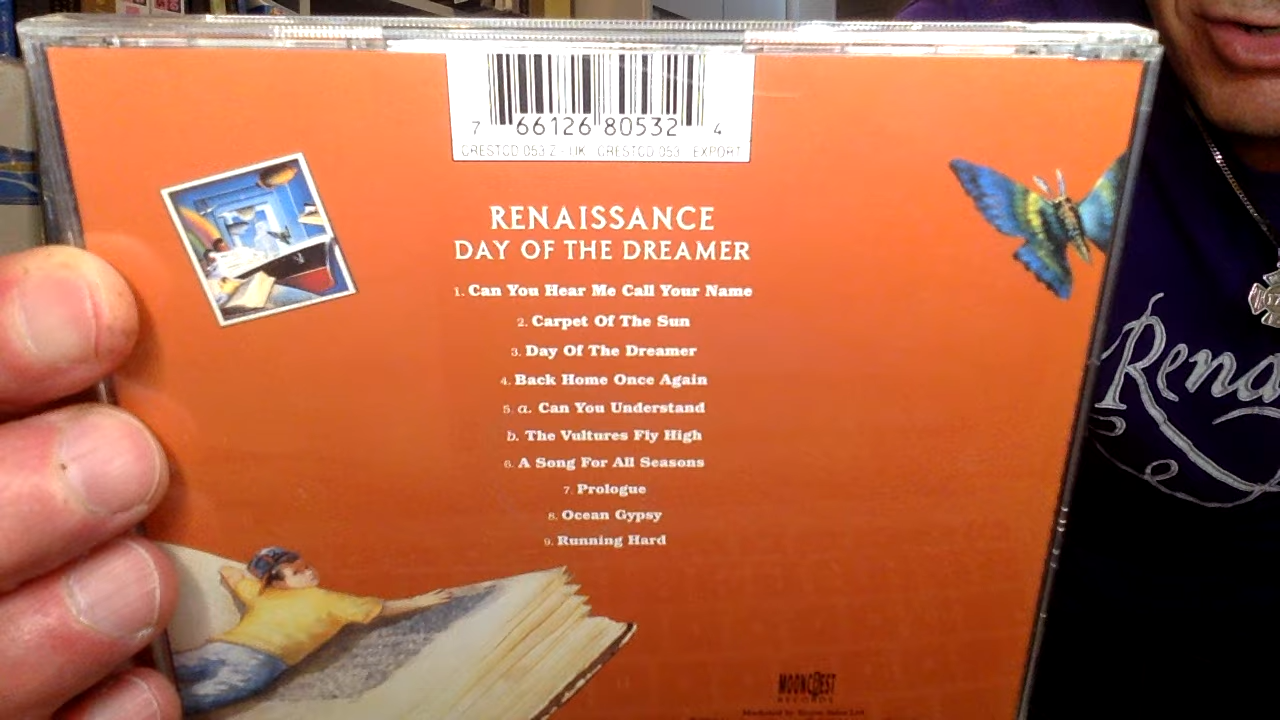 7 66126 80532 4
CRESTCD 053 Z - UK CRESTCD 053 EXPORT
RENAISSANCE
DAY OF THE DREAMER
1. Can You Hear Me Call Your Name
2. Carpet Of The Sun
3. Day Of The Dreamer
4. Back Home Once Again
5. a. Can You Understand
b. The Vultures Fly High
6. A Song For All Seasons
7. Prologue
8. Ocean Gypsy
9. Running Hard
Rena
MOONCREST
RECORDS